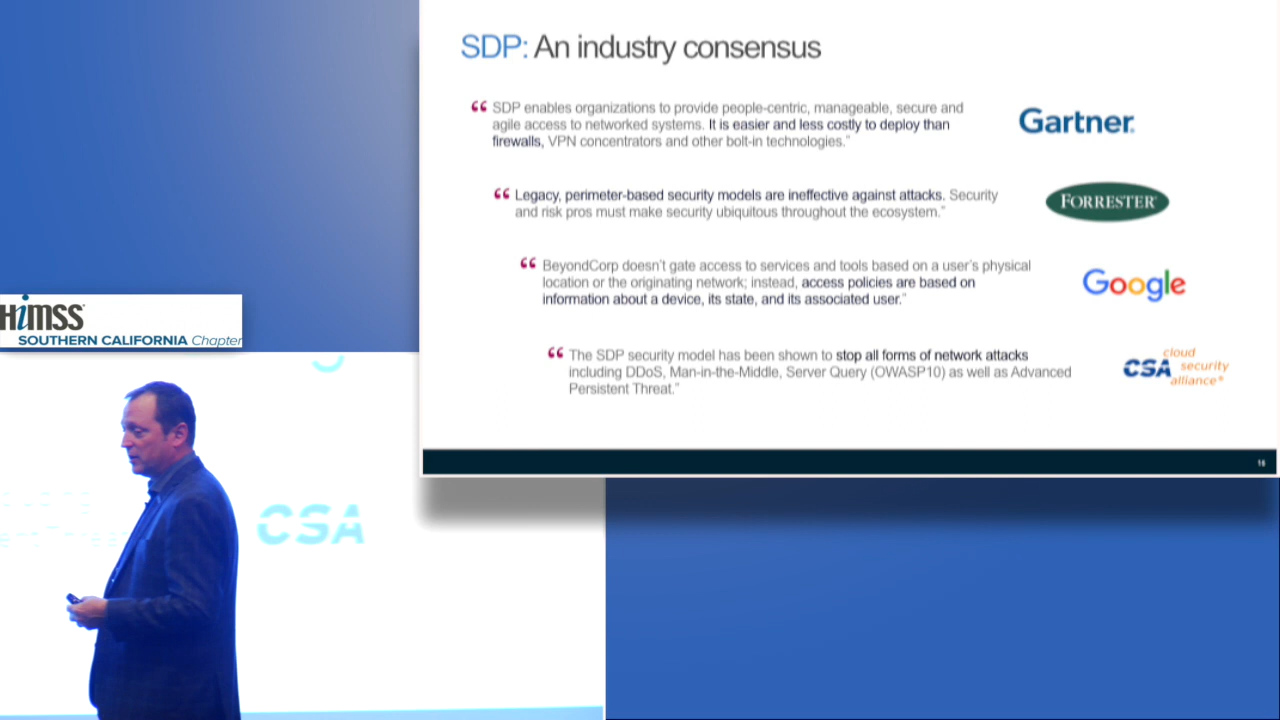 SDP: An industry consensus
“ SDP enables organizations to provide people-centric, manageable, secure and
agile access to networked systems. It is easier and less costly to deploy than
firewalls, VPN concentrators and other bolt-in technologies.”
Gartner
“ Legacy, perimeter-based security models are ineffective against attacks. Security
and risk pros must make security ubiquitous throughout the ecosystem.”
FORRESTER
“ BeyondCorp doesn’t gate access to services and tools based on a user’s physical
location or the originating network; instead, access policies are based on
information about a device, its state, and its associated user.”
Google
“ The SDP security model has been shown to stop all forms of network attacks
including DDoS, Man-in-the-Middle, Server Query (OWASP10) as well as Advanced
Persistent Threat.”
CSA
cloud
security
alliance®
HiMSS
SOUTHERN CALIFORNIA Chapter
CSA